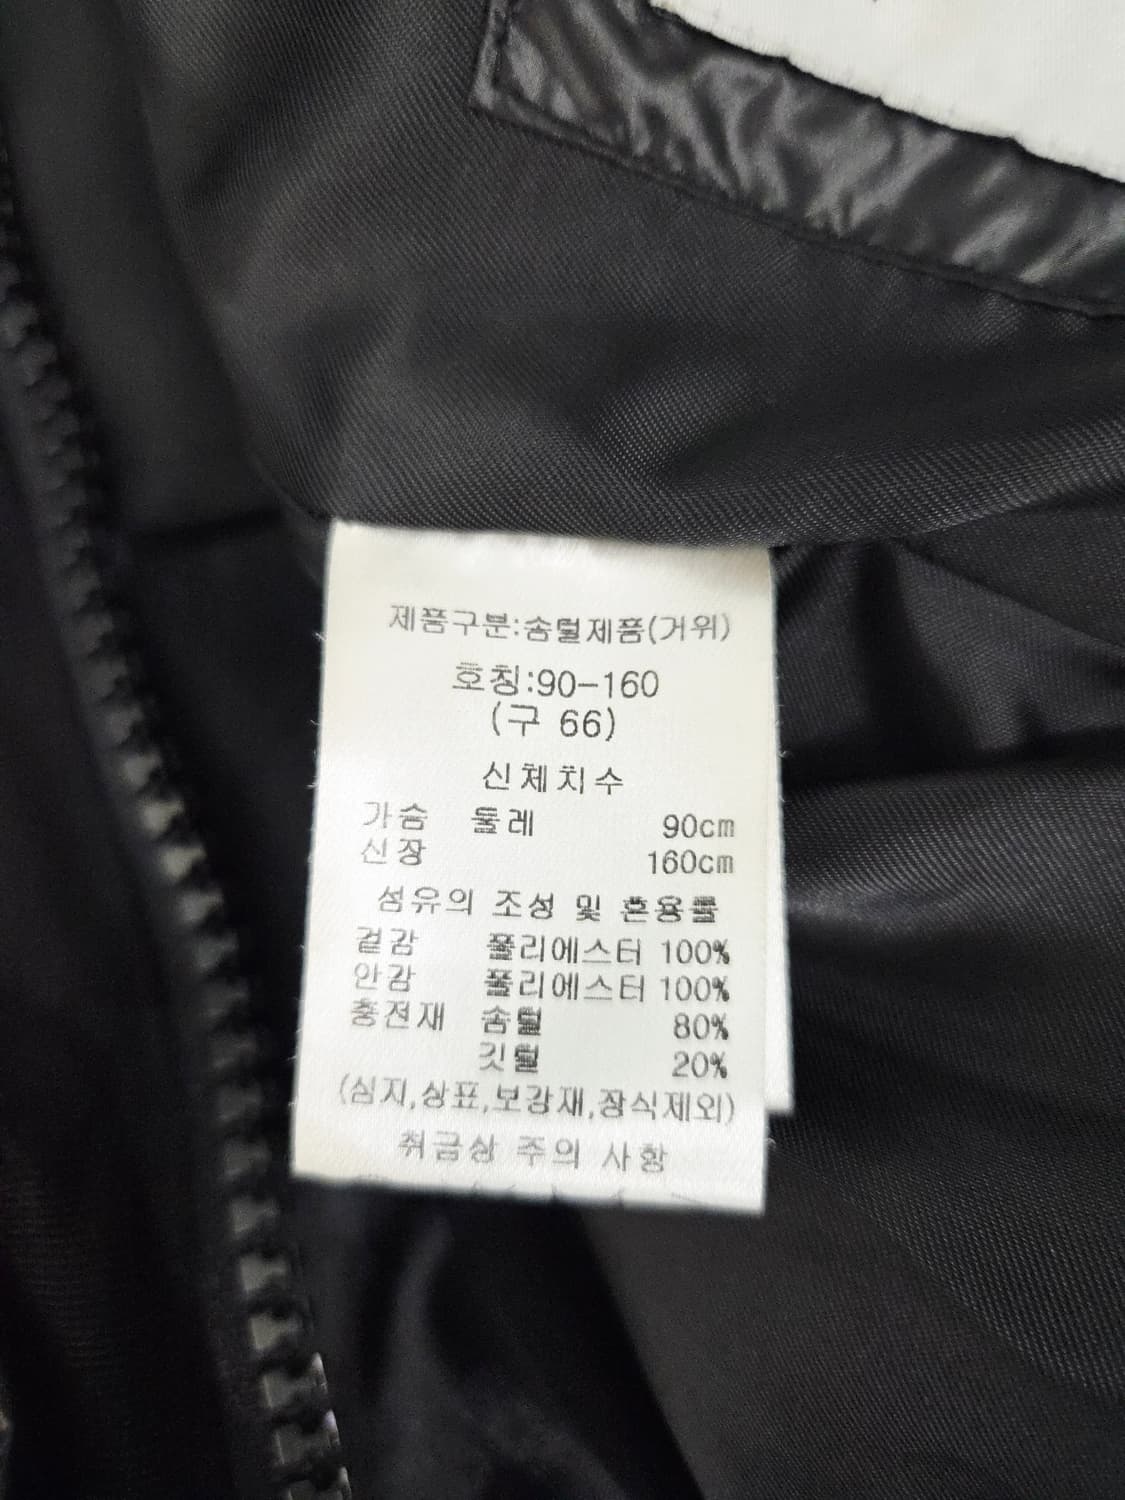 제품구분:솜털제품(거위)
호칭:90-160
(구 66)
신체치수
가슴 둘레 90cm
신장 160cm
섬유의 조성 및 혼용률
겉감 폴리에스터 100%
안감 폴리에스터 100%
충전재 솜털 80%
깃털 20%
(심지,상표,보강재,장식제외)
취급상 주의 사항